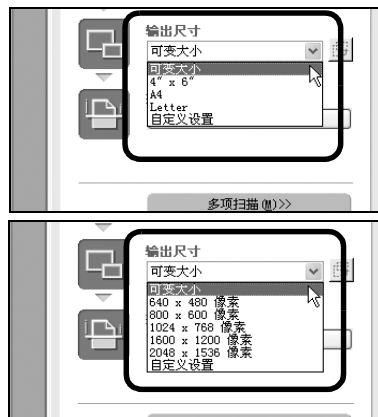 输出尺寸
可变大小
可变大小
4" x 6"
A4
Letter
自定义设置
多项扫描(M)>>
输出尺寸
可变大小
可变大小
640 x 480 像素
800 x 600 像素
1024 x 768 像素
1600 x 1200 像素
2048 x 1536 像素
自定义设置